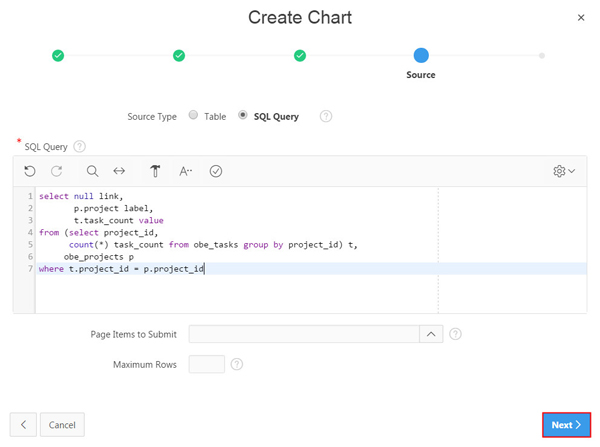 Create Chart
Source
Source Type Table SQL Query
* SQL Query
1 select null link,
2 p.project label,
3 t.task_count value
4 from (select project_id,
5 count(*) task_count from obe_tasks group by project_id) t,
6 obe_projects p
7 where t.project_id = p.project_id
Page Items to Submit
Maximum Rows
Cancel
Next